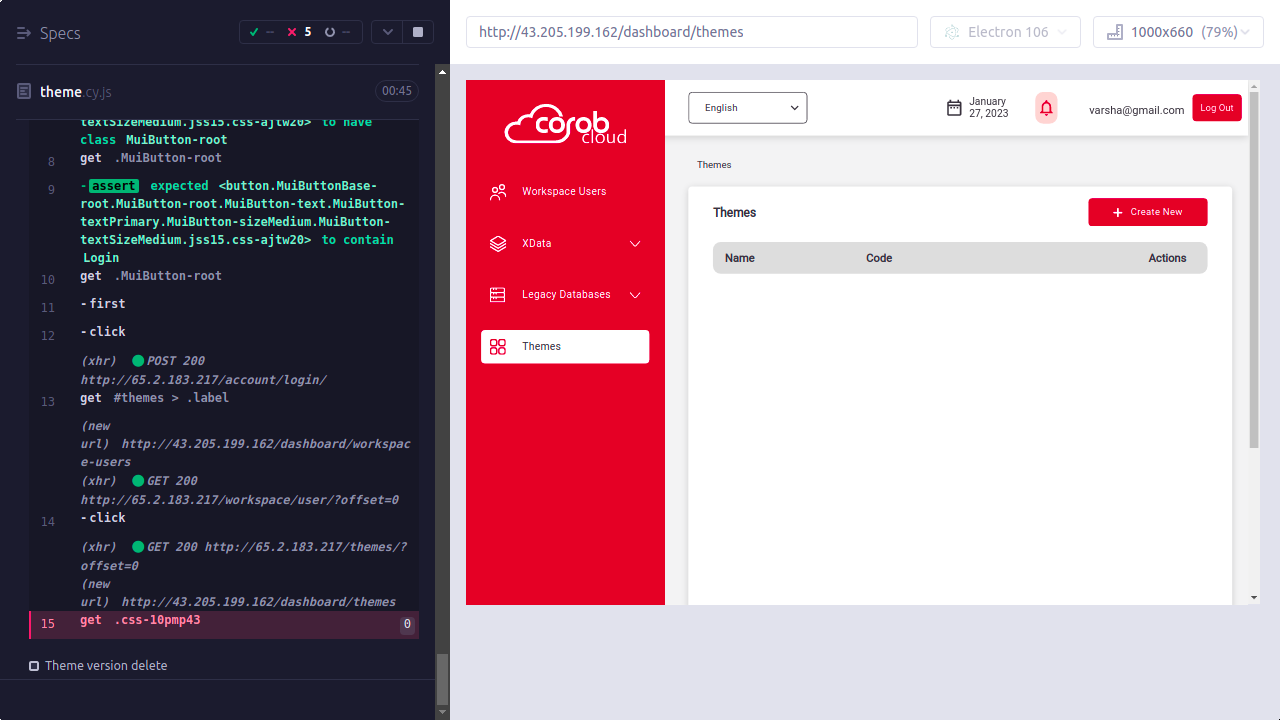 Specs
-- 5 --
theme.cy.js 00:45
textSizeMedium.jss15.css-ajtw20> to have
class MuiButton-root
8 get .MuiButton-root
9 -assert expected <button.MuiButtonBase-
root.MuiButton-root.MuiButton-text.MuiButton-
textPrimary.MuiButton-sizeMedium.MuiButton-
textSizeMedium.jss15.css-ajtw20> to contain
Login
10 get .MuiButton-root
11 -first
12 -click
(xhr) POST 200
http://65.2.183.217/account/login/
13 get #themes > .label
(new
url) http://43.205.199.162/dashboard/workspac
e-users
(xhr) GET 200
http://65.2.183.217/workspace/user/?offset=0
14 -click
(xhr) GET 200 http://65.2.183.217/themes/?
offset=0
(new
url) http://43.205.199.162/dashboard/themes
15 get .css-10pmp43 0
Theme version delete
http://43.205.199.162/dashboard/themes
Electron 106
1000x660 (79%)
corob
cloud
Workspace Users
XData
Legacy Databases
Themes
English
January
27, 2023
varsha@gmail.com
Log Out
Themes
Themes
+ Create New
Name Code Actions